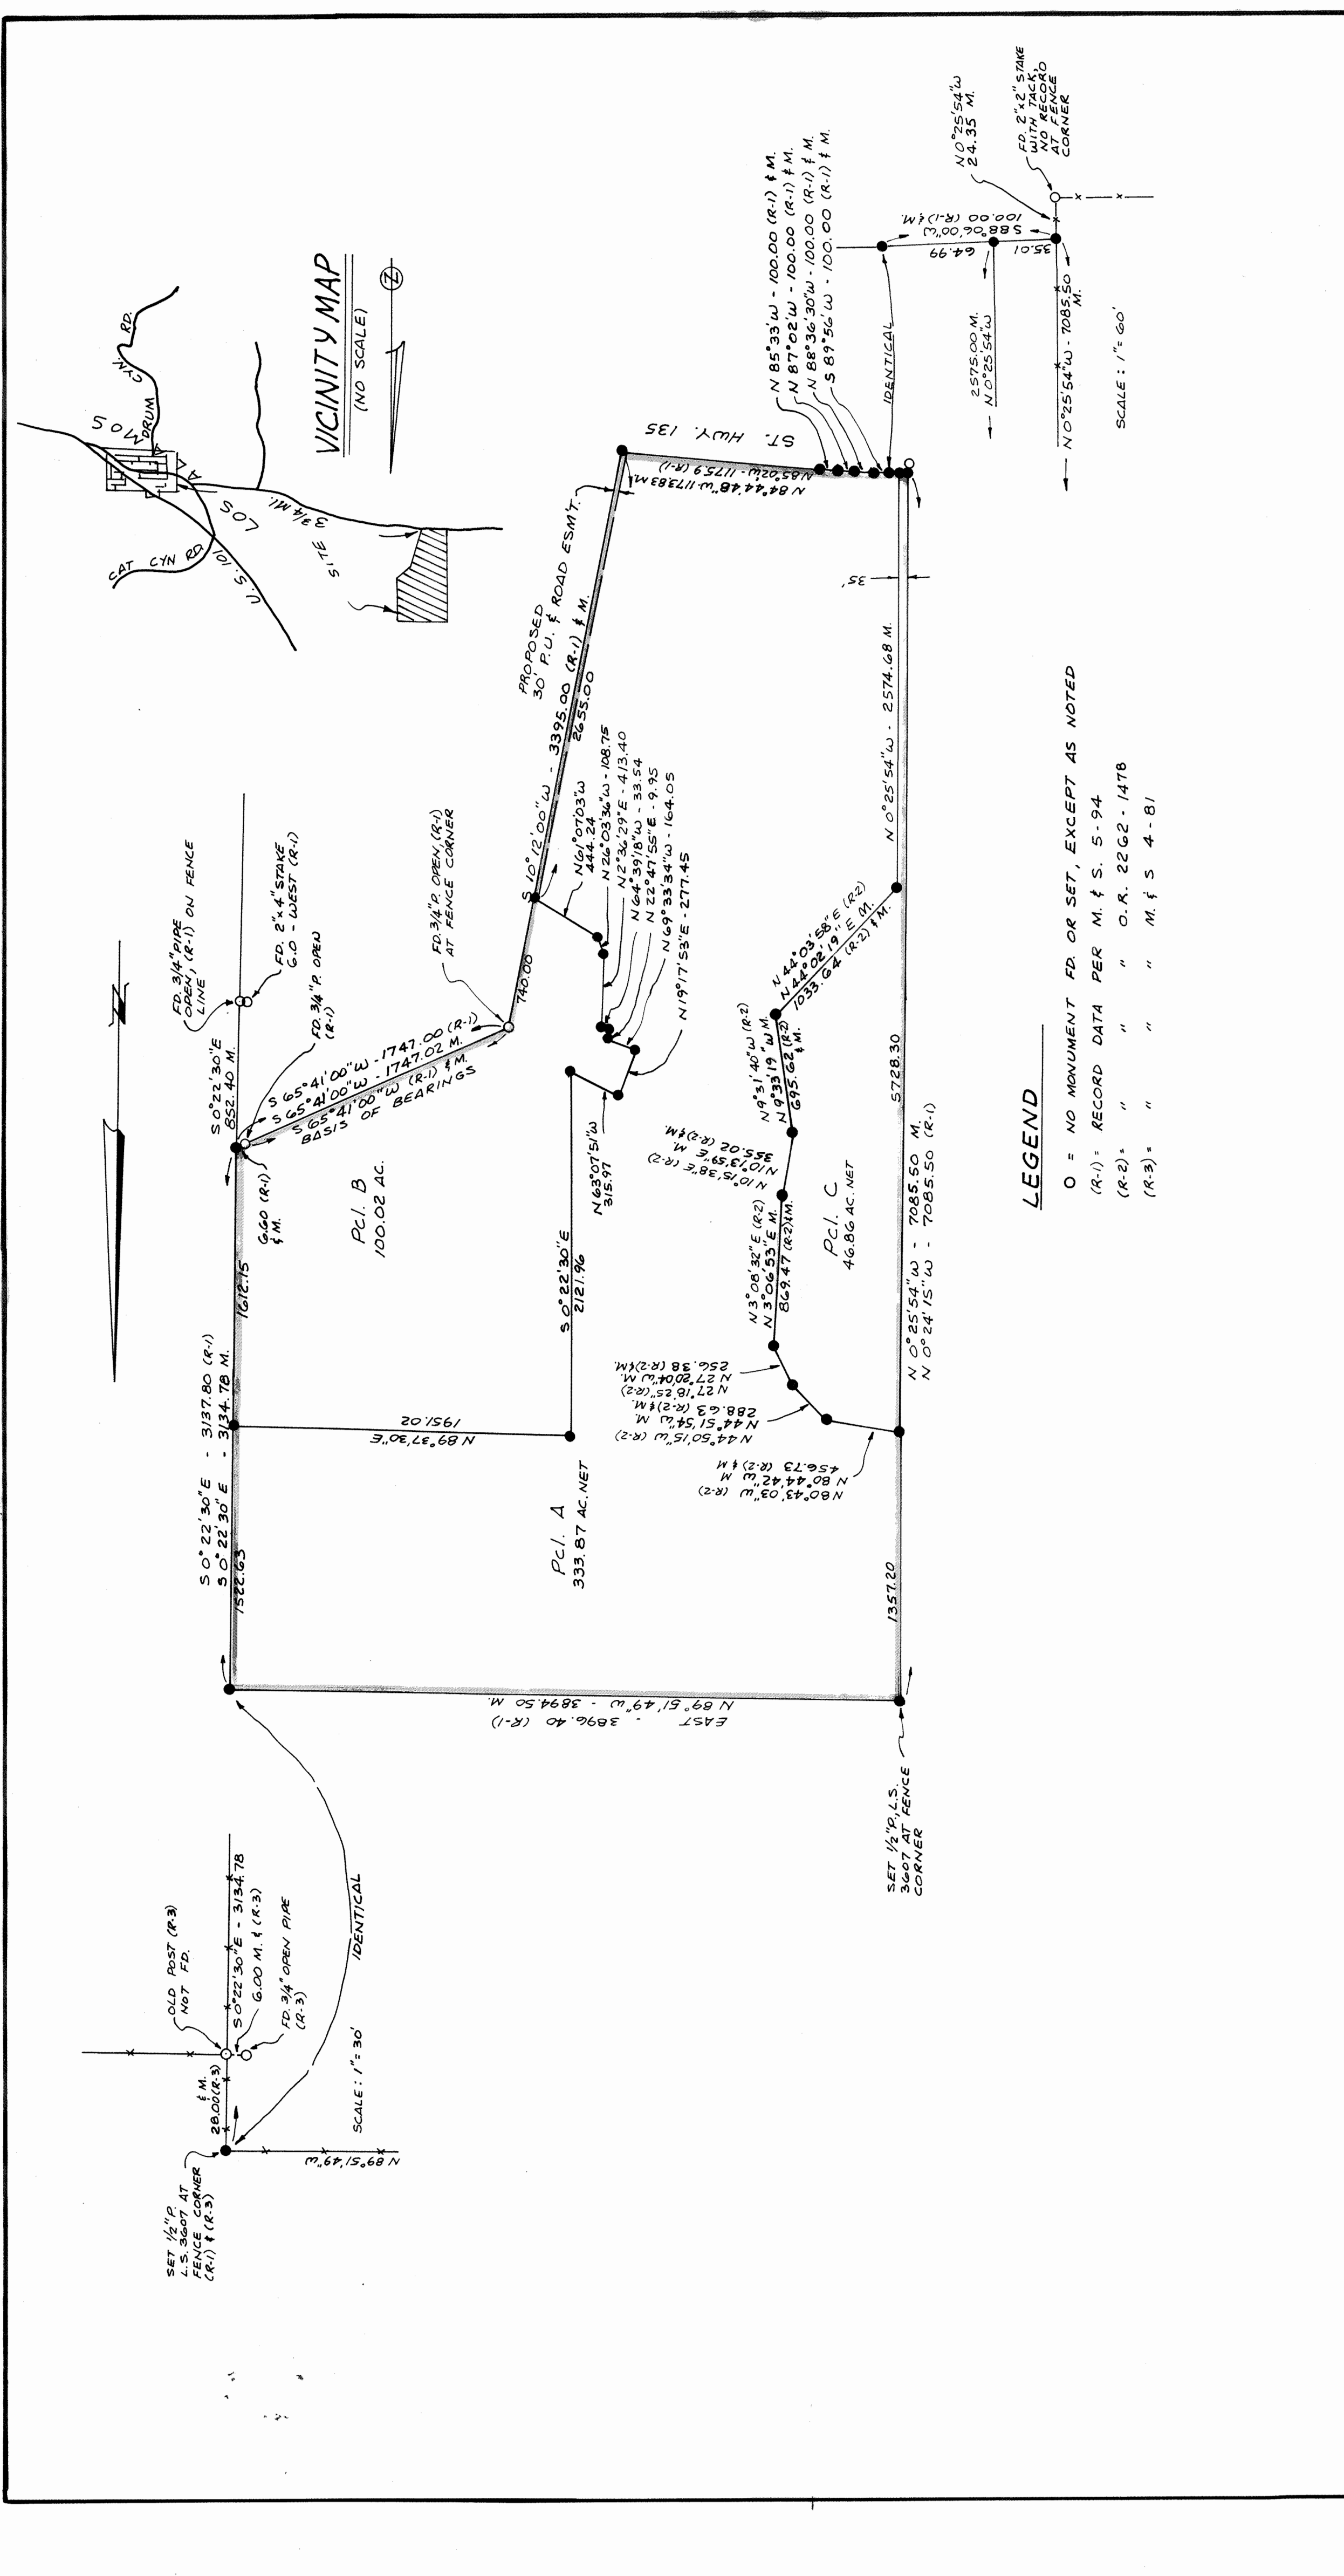 VICINITY MAP
(NO SCALE)
N
CAT CYN RD.
U.S. 101
LOS
ALAMOS
DRUM CYN. RD.
3 3/4 MI.
SITE
FD. 3/4" PIPE
OPEN, (R-1) ON FENCE
LINE
FD. 2"x4" STAKE
6.0 - WEST (R-1)
FD. 3/4" P. OPEN
(R-1)
S 0°22'30"E
852.40 M.
6.60 (R-1)
& M.
S 65°41'00"W - 1747.00 (R-1)
S 65°41'00"W - 1747.02 M.
S 65°41'00"W (R-1) & M.
BASIS OF BEARINGS
FD. 3/4" P. OPEN, (R-1)
AT FENCE CORNER
740.00
PROPOSED
30' P.U. & ROAD ESM'T.
S 10°12'00"W - 3395.00 (R-1) & M.
2655.00
ST. HWY. 135
N 85°02'W - 1175.9 (R-1)
N 84°44'48"W - 1173.83 M.
N 85°33'W - 100.00 (R-1) & M.
N 87°02'W - 100.00 (R-1) & M.
N 88°36'30"W - 100.00 (R-1) & M.
S 89°56'W - 100.00 (R-1) & M.
IDENTICAL
N 0°25'54"W
24.35 M.
FD. 2"x2" STAKE
WITH TACK,
NO RECORD
AT FENCE
CORNER
S 88°06'00"W
100.00 (R-1) & M.
64.99
35.01
2575.00 M.
N 0°25'54"W
N 0°25'54"W - 7085.50
M.
SCALE: 1" = 60'
N 61°07'03"W
444.24
N 26°03'36"W - 108.75
N 2°36'29"E - 413.40
N 64°39'18"W - 33.54
N 22°47'55"E - 9.95
N 69°33'34"W - 164.05
N 19°17'53"E - 277.45
N 63°07'51"W
315.97
S 0°22'30"E
2121.96
Pcl. B
100.02 AC.
1612.15
S 0°22'30"E - 3137.80 (R-1)
S 0°22'30"E - 3134.78 M.
1522.63
N 89°37'30"E
1951.02
Pcl. A
333.87 AC. NET
35'
N 0°25'54"W - 2574.68 M.
N 44°03'58"E (R-2)
N 44°02'19"E M.
1033.64 (R-2) & M.
N 9°31'40"W (R-2)
N 9°33'19"W M.
695.62 (R-2)
& M.
N 10°15'38"E (R-2)
N 10°13'59"E M.
355.02 (R-2) & M.
N 3°08'32"E (R-2)
N 3°06'53"E M.
869.47 (R-2) & M.
N 27°18'25" (R-2)
N 27°20'04"W M.
256.38 (R-2) & M.
N 44°50'15"W (R-2)
N 44°51'54"W M.
288.63 (R-2) & M.
N 80°43'03"W (R-2)
N 80°44'42"W M
456.73 (R-2) & M
Pcl. C
46.86 AC. NET
5728.30
N 0°25'54"W - 7085.50 M.
N 0°24'15"W - 7085.50 (R-1)
1357.20
EAST - 3896.40 (R-1)
N 89°51'49"W - 3894.50 M.
SET 1/2" P., L.S.
3607 AT FENCE
CORNER
IDENTICAL
OLD POST (R-3)
NOT FD.
S 0°22'30"E - 3134.78
6.00 M. & (R-3)
FD. 3/4" OPEN PIPE
(R-3)
& M.
28.00 (R-3)
SCALE: 1" = 30'
N 89°51'49"W
SET 1/2" P.
L.S. 3607 AT
FENCE CORNER
(R-1) & (R-3)
LEGEND
O = NO MONUMENT FD. OR SET, EXCEPT AS NOTED
(R-1) = RECORD DATA PER M. & S. 5-94
(R-2) = " " " O.R. 2262-1478
(R-3) = " " " M. & S 4-81